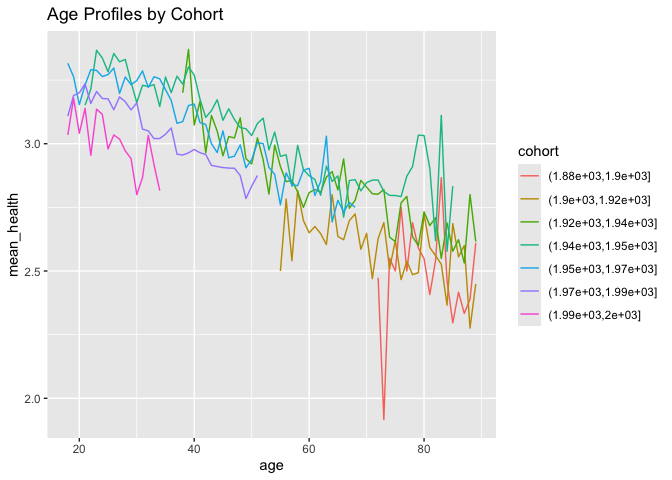 Age Profiles by Cohort
mean_health
3.0
2.5
2.0
20
40
60
80
age
cohort
(1.88e+03,1.9e+03]
(1.9e+03,1.92e+03]
(1.92e+03,1.94e+03]
(1.94e+03,1.95e+03]
(1.95e+03,1.97e+03]
(1.97e+03,1.99e+03]
(1.99e+03,2e+03]